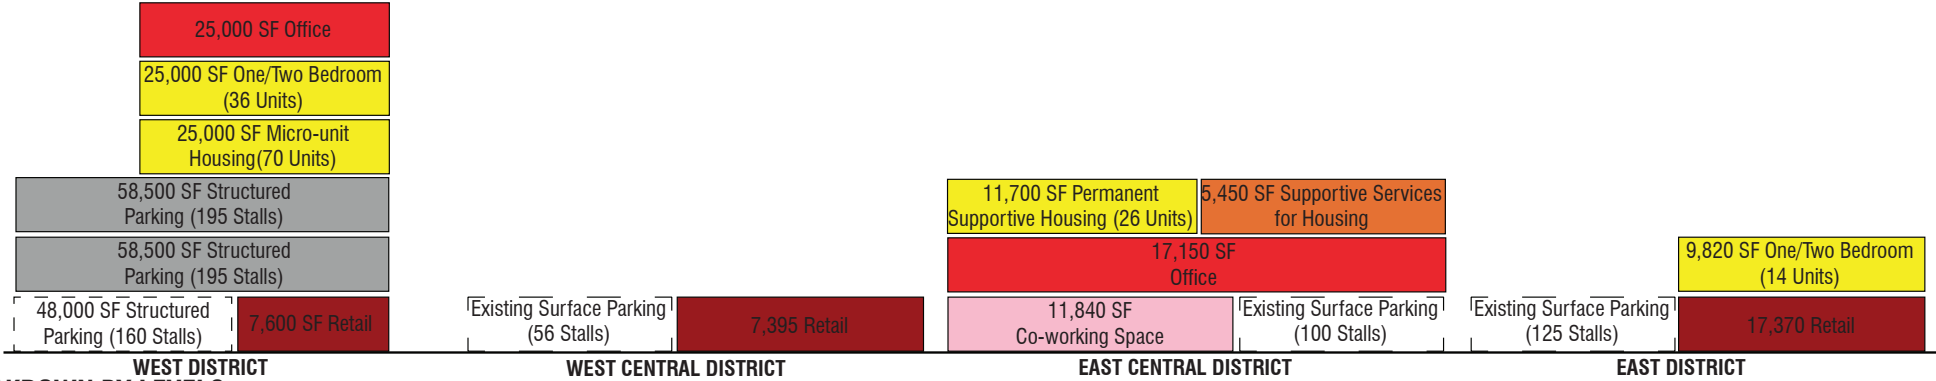 25,000 SF Office
25,000 SF One/Two Bedroom
(36 Units)
25,000 SF Micro-unit
Housing(70 Units)
58,500 SF Structured
Parking (195 Stalls)
58,500 SF Structured
Parking (195 Stalls)
48,000 SF Structured
Parking (160 Stalls)
7,600 SF Retail
WEST DISTRICT
Existing Surface Parking
(56 Stalls)
7,395 Retail
WEST CENTRAL DISTRICT
11,700 SF Permanent
Supportive Housing (26 Units)
5,450 SF Supportive Services
for Housing
17,150 SF
Office
11,840 SF
Co-working Space
Existing Surface Parking
(100 Stalls)
EAST CENTRAL DISTRICT
9,820 SF One/Two Bedroom
(14 Units)
Existing Surface Parking
(125 Stalls)
17,370 Retail
EAST DISTRICT